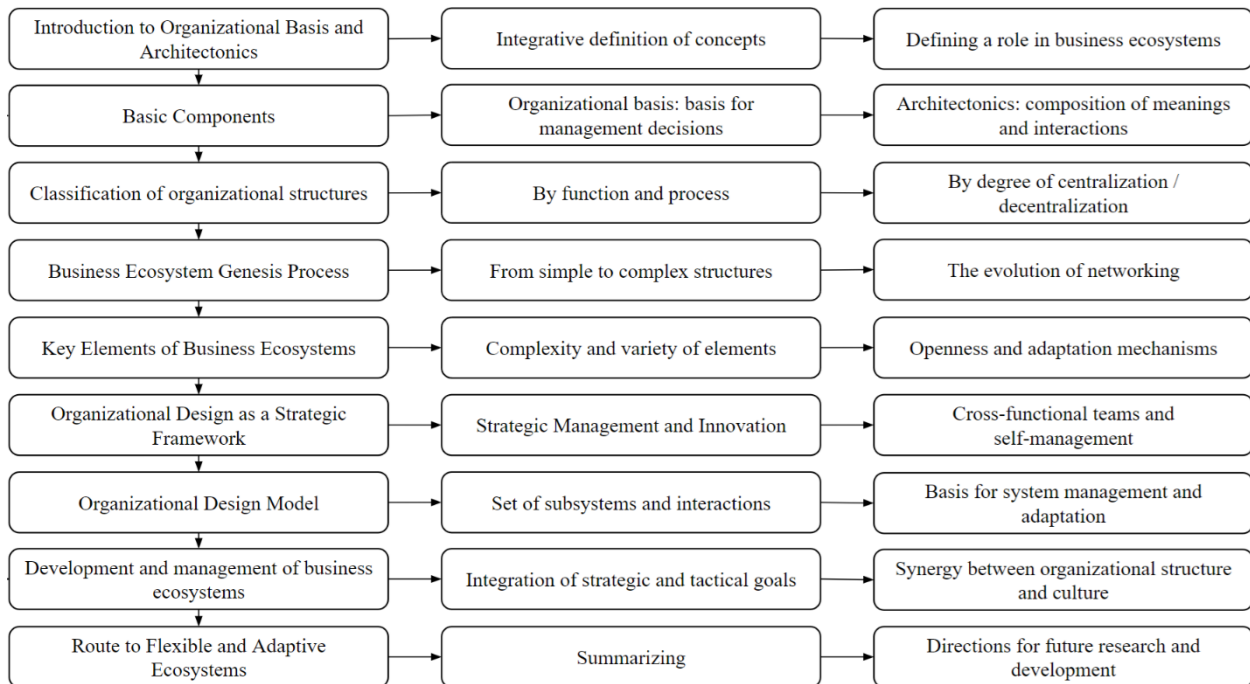 Introduction to Organizational Basis and
Architectonics
Integrative definition of concepts
Defining a role in business ecosystems
Basic Components
Organizational basis: basis for
management decisions
Architectonics: composition of meanings
and interactions
Classification of organizational structures
By function and process
By degree of centralization /
decentralization
Business Ecosystem Genesis Process
From simple to complex structures
The evolution of networking
Key Elements of Business Ecosystems
Complexity and variety of elements
Openness and adaptation mechanisms
Organizational Design as a Strategic
Framework
Strategic Management and Innovation
Cross-functional teams and
self-management
Organizational Design Model
Set of subsystems and interactions
Basis for system management and
adaptation
Development and management of business
ecosystems
Integration of strategic and tactical goals
Synergy between organizational structure
and culture
Route to Flexible and Adaptive
Ecosystems
Summarizing
Directions for future research and
development